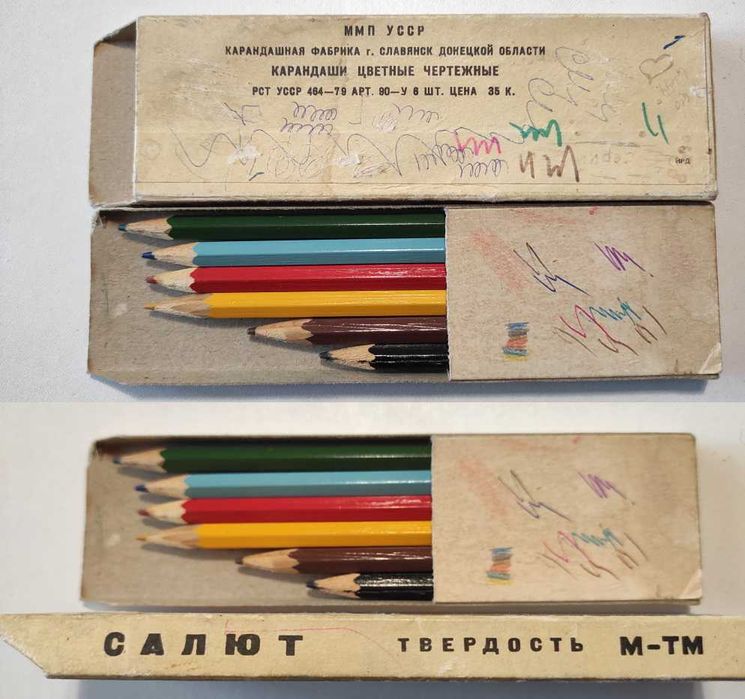 ММП УССР
КАРАНДАШНАЯ ФАБРИКА г. СЛАВЯНСК ДОНЕЦКОЙ ОБЛАСТИ
КАРАНДАШИ ЦВЕТНЫЕ ЧЕРТЕЖНЫЕ
РСТ УССР 464—79 АРТ. 90—У 6 ШТ. ЦЕНА 35 К.
САЛЮТ ТВЕРДОСТЬ М—ТМ